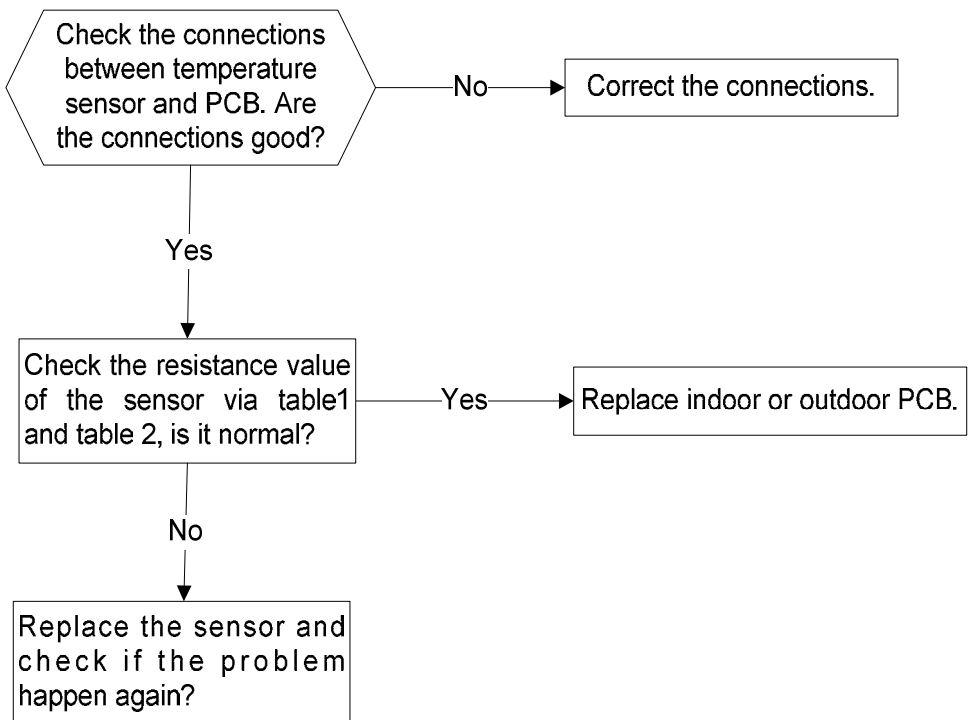 Check the connections
between temperature
sensor and PCB. Are
the connections good?
No
Correct the connections.
Yes
Check the resistance value
of the sensor via table1
and table 2, is it normal?
Yes
Replace indoor or outdoor PCB.
No
Replace the sensor and
check if the problem
happen again?